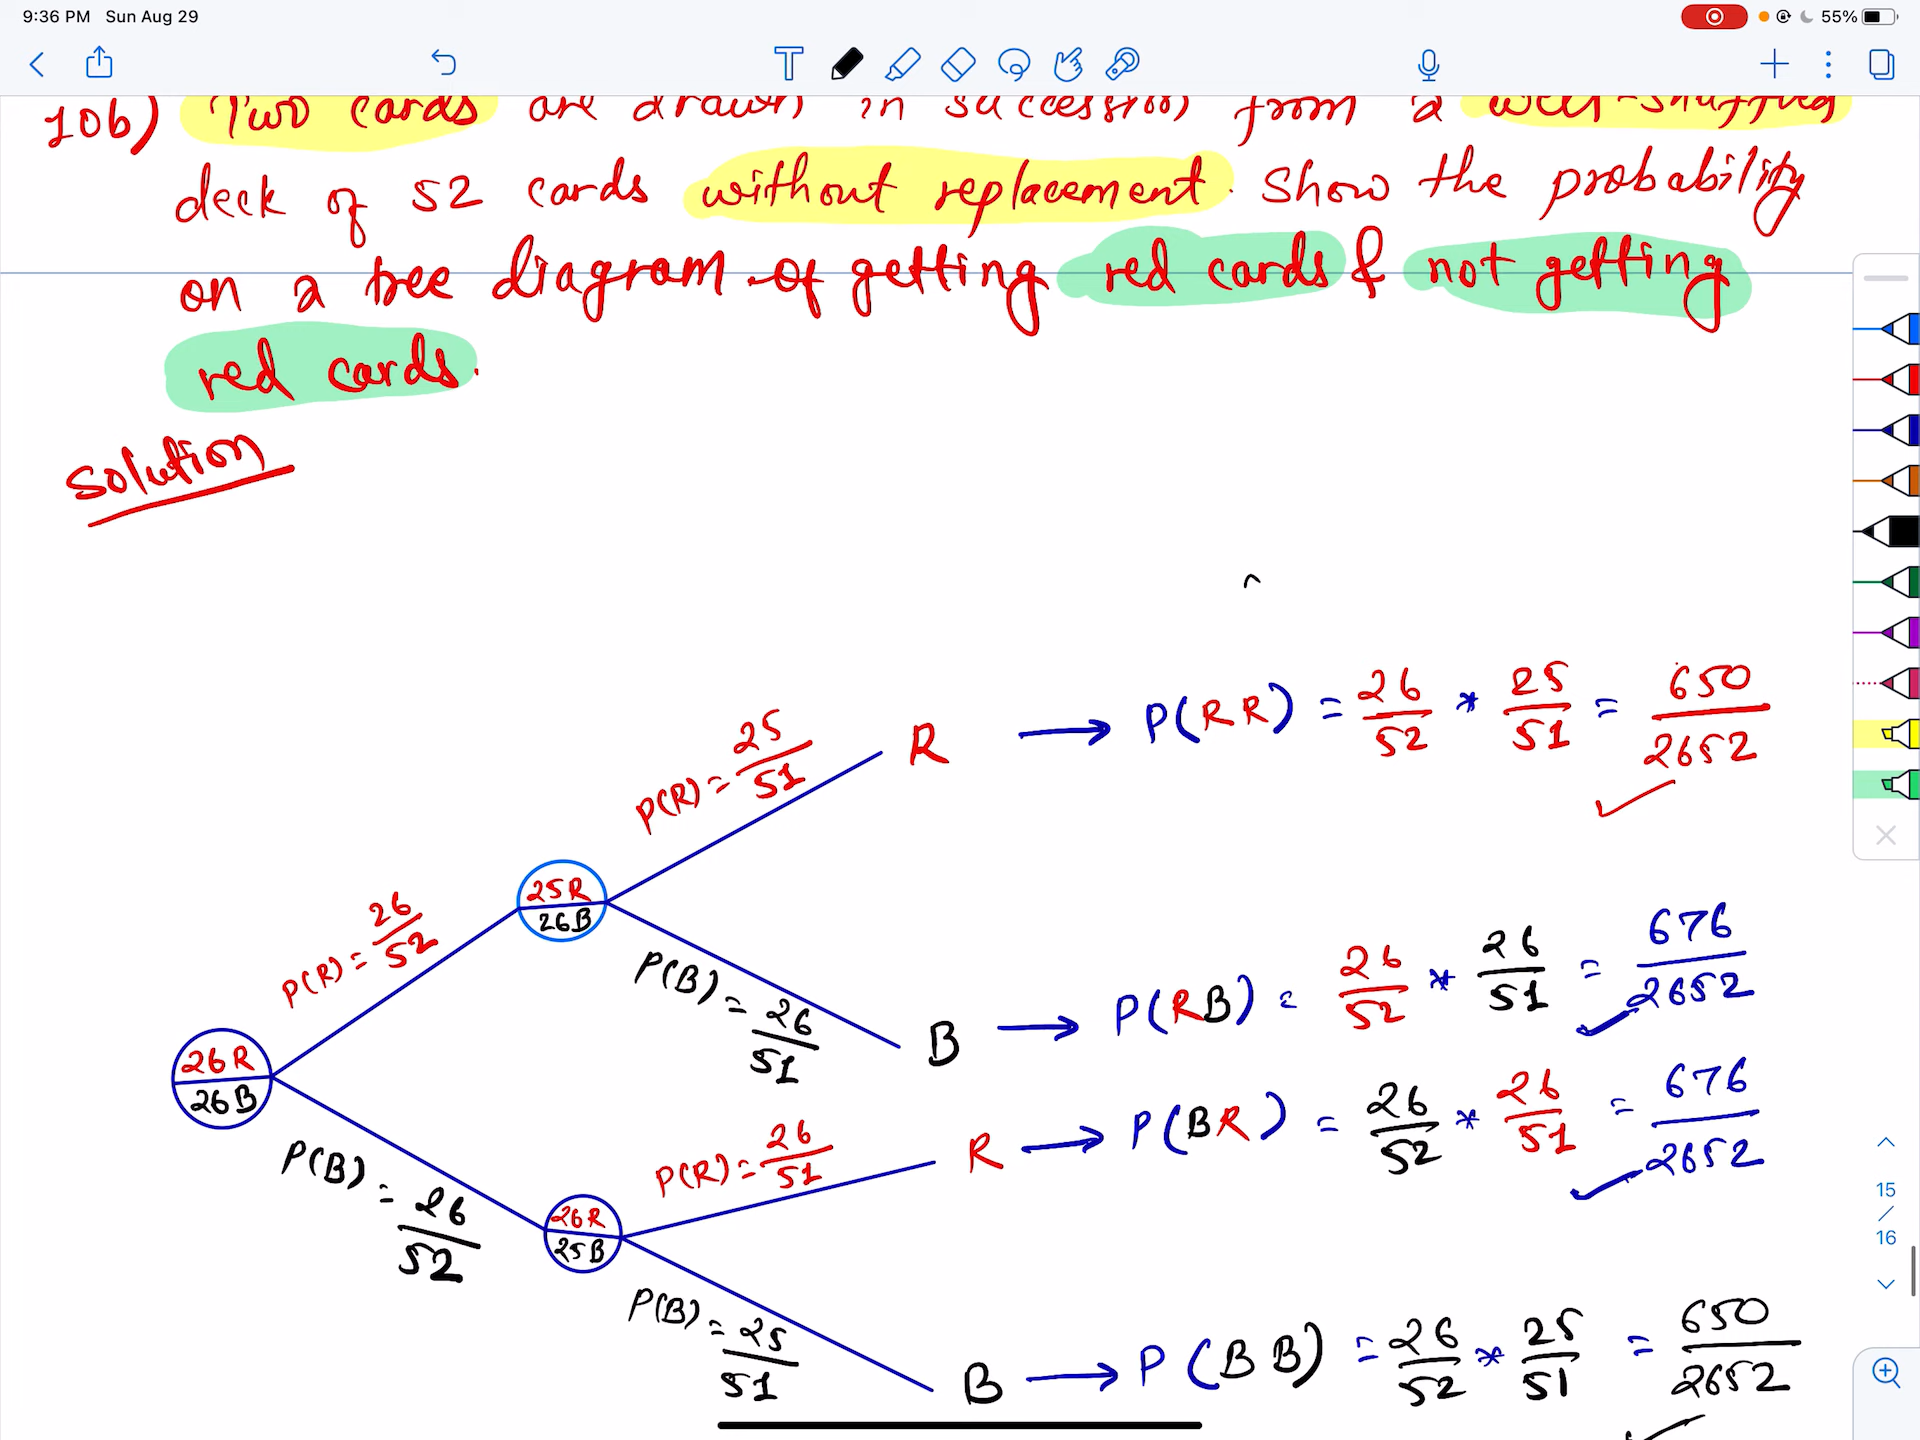 9:36 PM Sun Aug 29
55%
10b) Two cards are drawn in succession from a well-shuffled
deck of 52 cards without replacement. Show the probability
on a tree diagram of getting red cards & not getting
red cards.
Solution
P(R) = 25/51
R → P(RR) = 26/52 * 25/51 = 650/2652
P(R) = 26/52
25R
26B
P(B) = 26/51
B → P(RB) = 26/52 * 26/51 = 676/2652
26R
26B
P(R) = 26/51
R → P(BR) = 26/52 * 26/51 = 676/2652
P(B) = 26/52
26R
25B
P(B) = 25/51
B → P(BB) = 26/52 * 25/51 = 650/2652
15
/
16